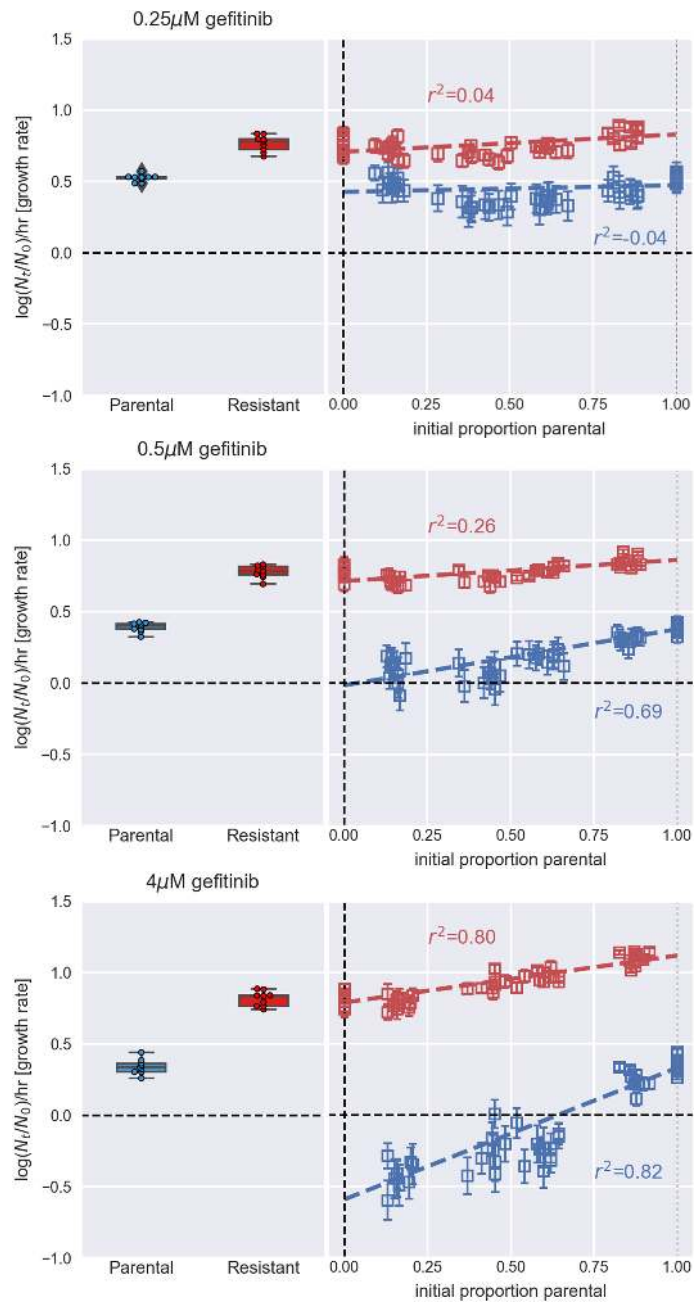 0.25μM gefitinib
1.5
1.0
0.5
0.0
−0.5
−1.0
log(Nt/N0)/hr [growth rate]
r²=0.04
r²=-0.04
Parental Resistant
0.00 0.25 0.50 0.75 1.00
initial proportion parental
0.5μM gefitinib
1.5
1.0
0.5
0.0
−0.5
−1.0
log(Nt/N0)/hr [growth rate]
r²=0.26
r²=0.69
Parental Resistant
0.00 0.25 0.50 0.75 1.00
initial proportion parental
4μM gefitinib
1.5
1.0
0.5
0.0
−0.5
−1.0
log(Nt/N0)/hr [growth rate]
r²=0.80
r²=0.82
Parental Resistant
0.00 0.25 0.50 0.75 1.00
initial proportion parental